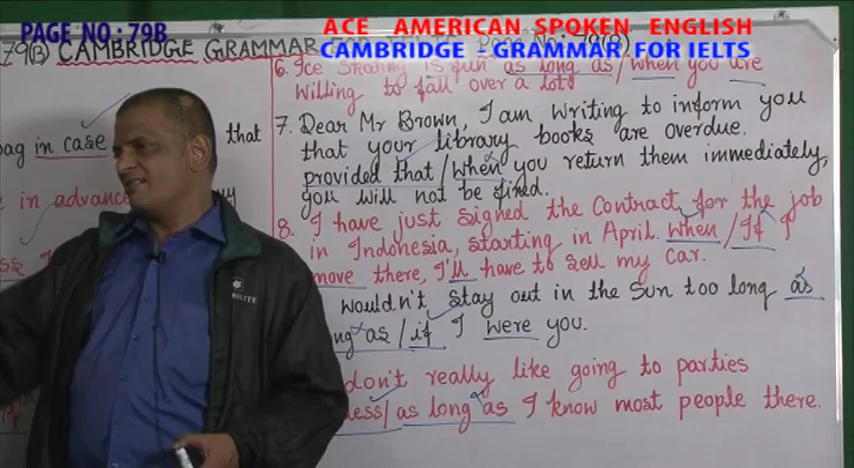 PAGE NO : 79B
ACE AMERICAN SPOKEN ENGLISH
CAMBRIDGE - GRAMMAR FOR IELTS
79(B) CAMBRIDGE GRAMMAR
in case
that
in advance
6. Ice skating is fun as long as / when you are
willing to fall over a lot!
7. Dear Mr Brown, I am writing to inform you
that your library books are overdue.
provided that / when you return them immediately,
you will not be fined.
8. I have just signed the contract for the job
in Indonesia, starting in April. when / If I
move there, I'll have to sell my car.
wouldn't stay out in the sun too long as
as / if I were you.
don't really like going to parties
as long as I know most people there.